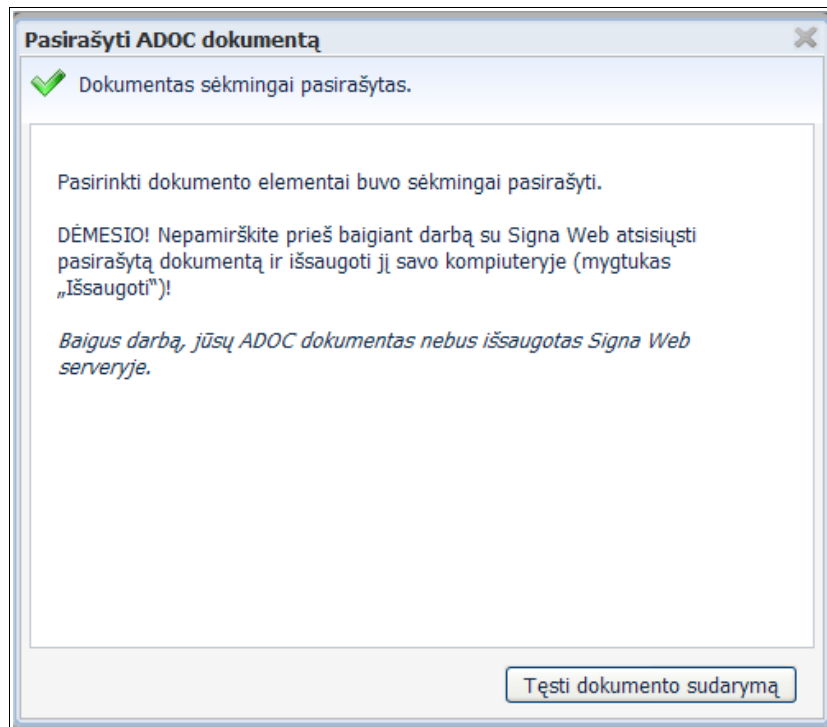 Pasirašyti ADOC dokumentą
Dokumentas sėkmingai pasirašytas.
Pasirinkti dokumento elementai buvo sėkmingai pasirašyti.
DĖMESIO! Nepamirškite prieš baigiant darbą su Signa Web atsisiųsti
pasirašytą dokumentą ir išsaugoti jį savo kompiuteryje (mygtukas
„Išsaugoti“)!
Baigus darbą, jūsų ADOC dokumentas nebus išsaugotas Signa Web
serveryje.
Tęsti dokumento sudarymą